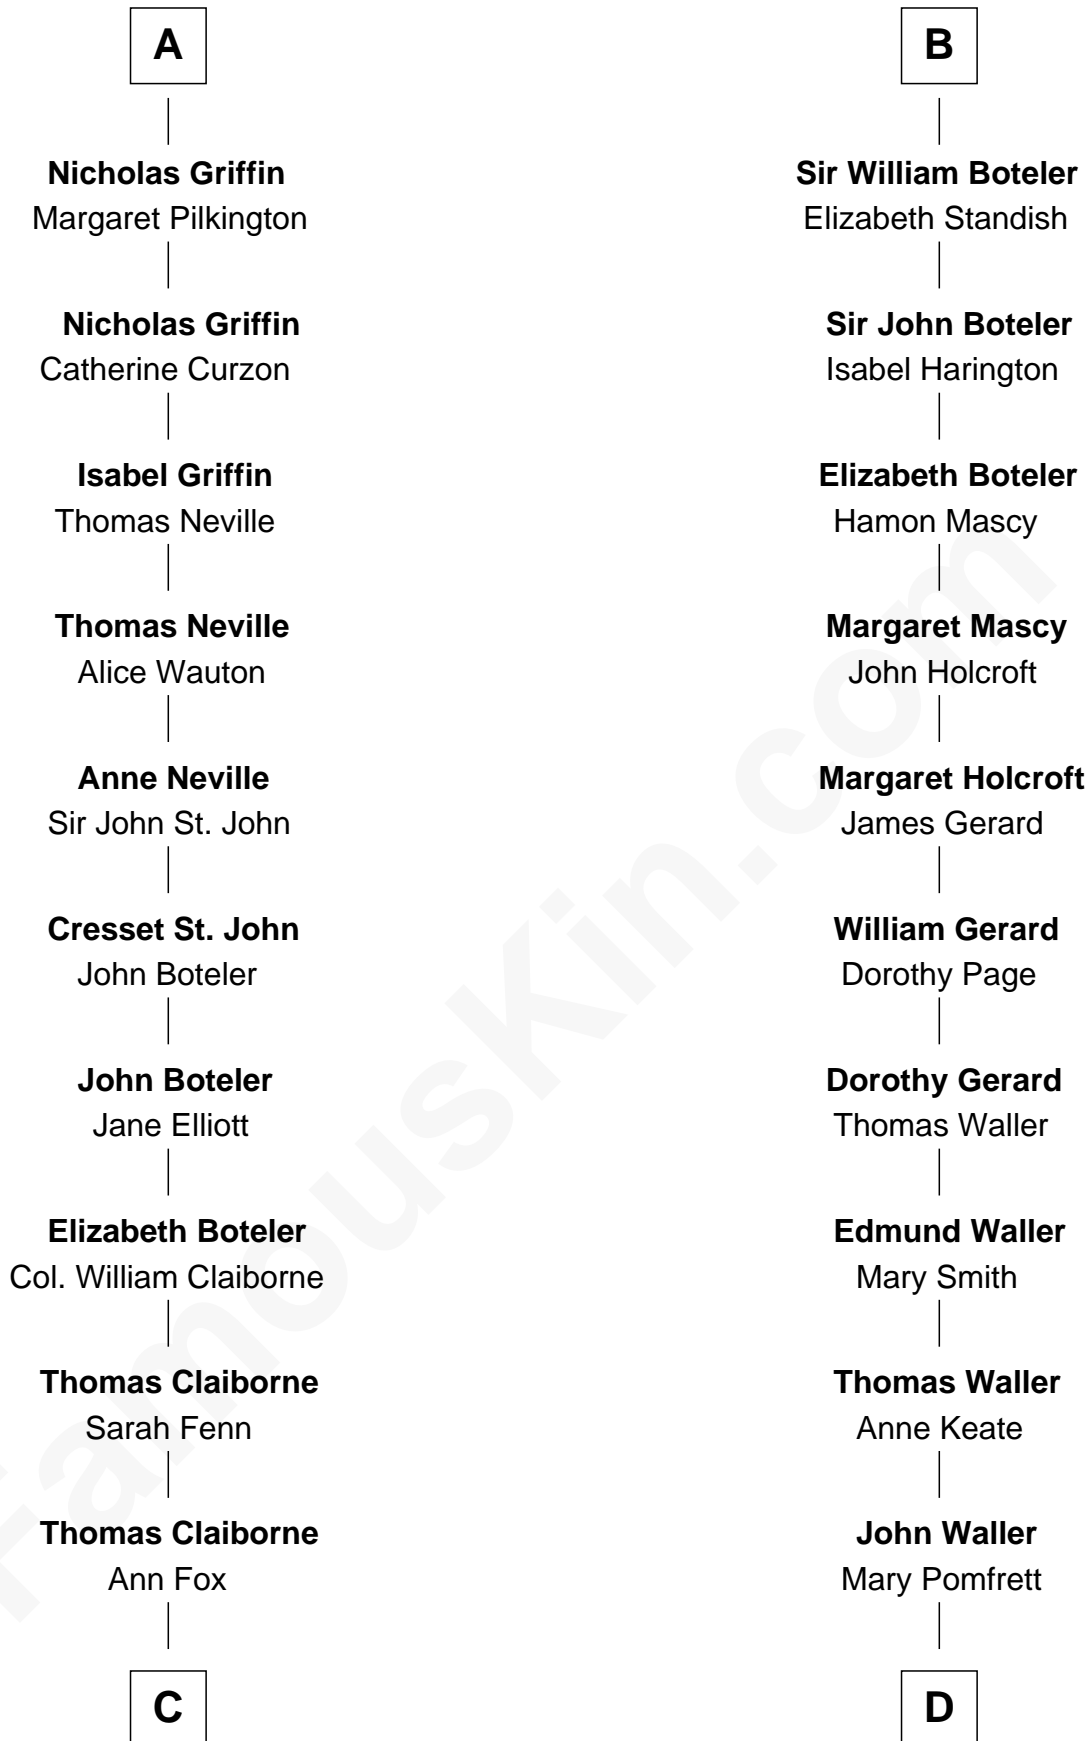 A
Nicholas Griffin
Margaret Pilkington
Nicholas Griffin
Catherine Curzon
Isabel Griffin
Thomas Neville
Thomas Neville
Alice Wauton
Anne Neville
Sir John St. John
Cresset St. John
John Boteler
John Boteler
Jane Elliott
Elizabeth Boteler
Col. William Claiborne
Thomas Claiborne
Sarah Fenn
Thomas Claiborne
Ann Fox
C
B
Sir William Boteler
Elizabeth Standish
Sir John Boteler
Isabel Harington
Elizabeth Boteler
Hamon Mascy
Margaret Mascy
John Holcroft
Margaret Holcroft
James Gerard
William Gerard
Dorothy Page
Dorothy Gerard
Thomas Waller
Edmund Waller
Mary Smith
Thomas Waller
Anne Keate
John Waller
Mary Pomfrett
D
FamousKin.com